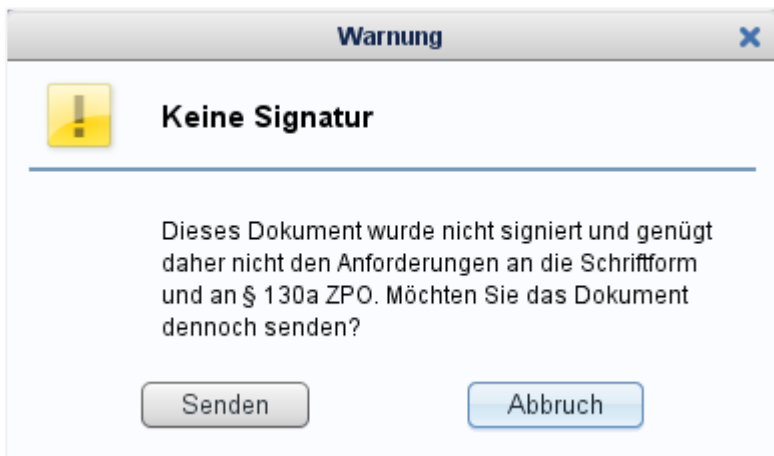 Warnung
Keine Signatur
Dieses Dokument wurde nicht signiert und genügt
daher nicht den Anforderungen an die Schriftform
und an § 130a ZPO. Möchten Sie das Dokument
dennoch senden?
Senden
Abbruch